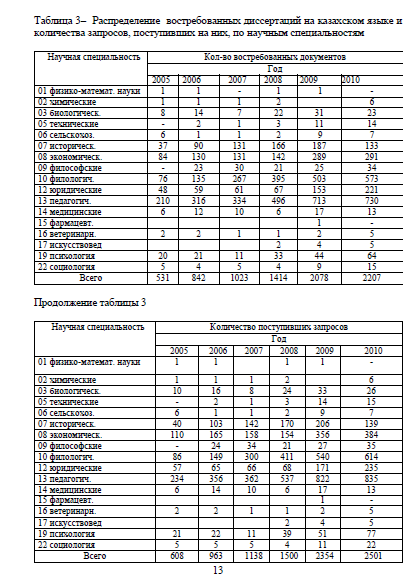 Таблица 3– Распределение востребованных диссертаций на казахском языке и
количества запросов, поступивших на них, по научным специальностям
Научная специальность Кол-во востребованных документов
Год
2005 2006 2007 2008 2009 2010
01 физико-математ. науки 1 1 - 1 1 -
02 химические 1 1 1 2 6
03 биологическ. 8 14 7 22 31 23
05 технические - 2 1 3 11 14
06 сельскохоз. 6 1 1 2 9 7
07 историческ. 37 90 131 166 187 133
08 экономическ. 84 130 131 142 289 291
09 философские - 23 30 21 25 34
10 филологич. 76 135 267 395 503 573
12 юридические 48 59 61 67 153 221
13 педагогич. 210 316 334 496 713 730
14 медицинские 6 12 10 6 17 13
15 фармацевт. 1 -
16 ветеринарн. 2 2 1 1 2 5
17 искусствовед 2 4 5
19 психология 20 21 11 33 44 64
22 социология 5 4 5 4 9 15
Всего 531 842 1023 1414 2078 2207
Продолжение таблицы 3
Научная специальность Количество поступивших запросов
Год
2005 2006 2007 2008 2009 2010
01 физико-математ. науки 1 1 1 1 -
02 химические 1 1 1 2 6
03 биологическ. 10 16 8 24 33 26
05 технические - 2 1 3 14 15
06 сельскохоз. 6 1 1 2 9 7
07 историческ. 40 103 142 170 206 139
08 экономическ. 110 165 158 154 356 384
09 философские - 24 34 21 27 35
10 филологич. 86 149 300 411 540 614
12 юридические 57 65 66 68 171 235
13 педагогич. 234 356 362 537 822 835
14 медицинские 6 14 10 6 17 13
15 фармацевт. 1 -
16 ветеринарн. 2 2 1 1 2 5
17 искусствовед 2 4 5
19 психология 21 22 11 39 51 77
22 социология 5 5 5 4 11 22
Всего 608 963 1138 1500 2354 2501
13